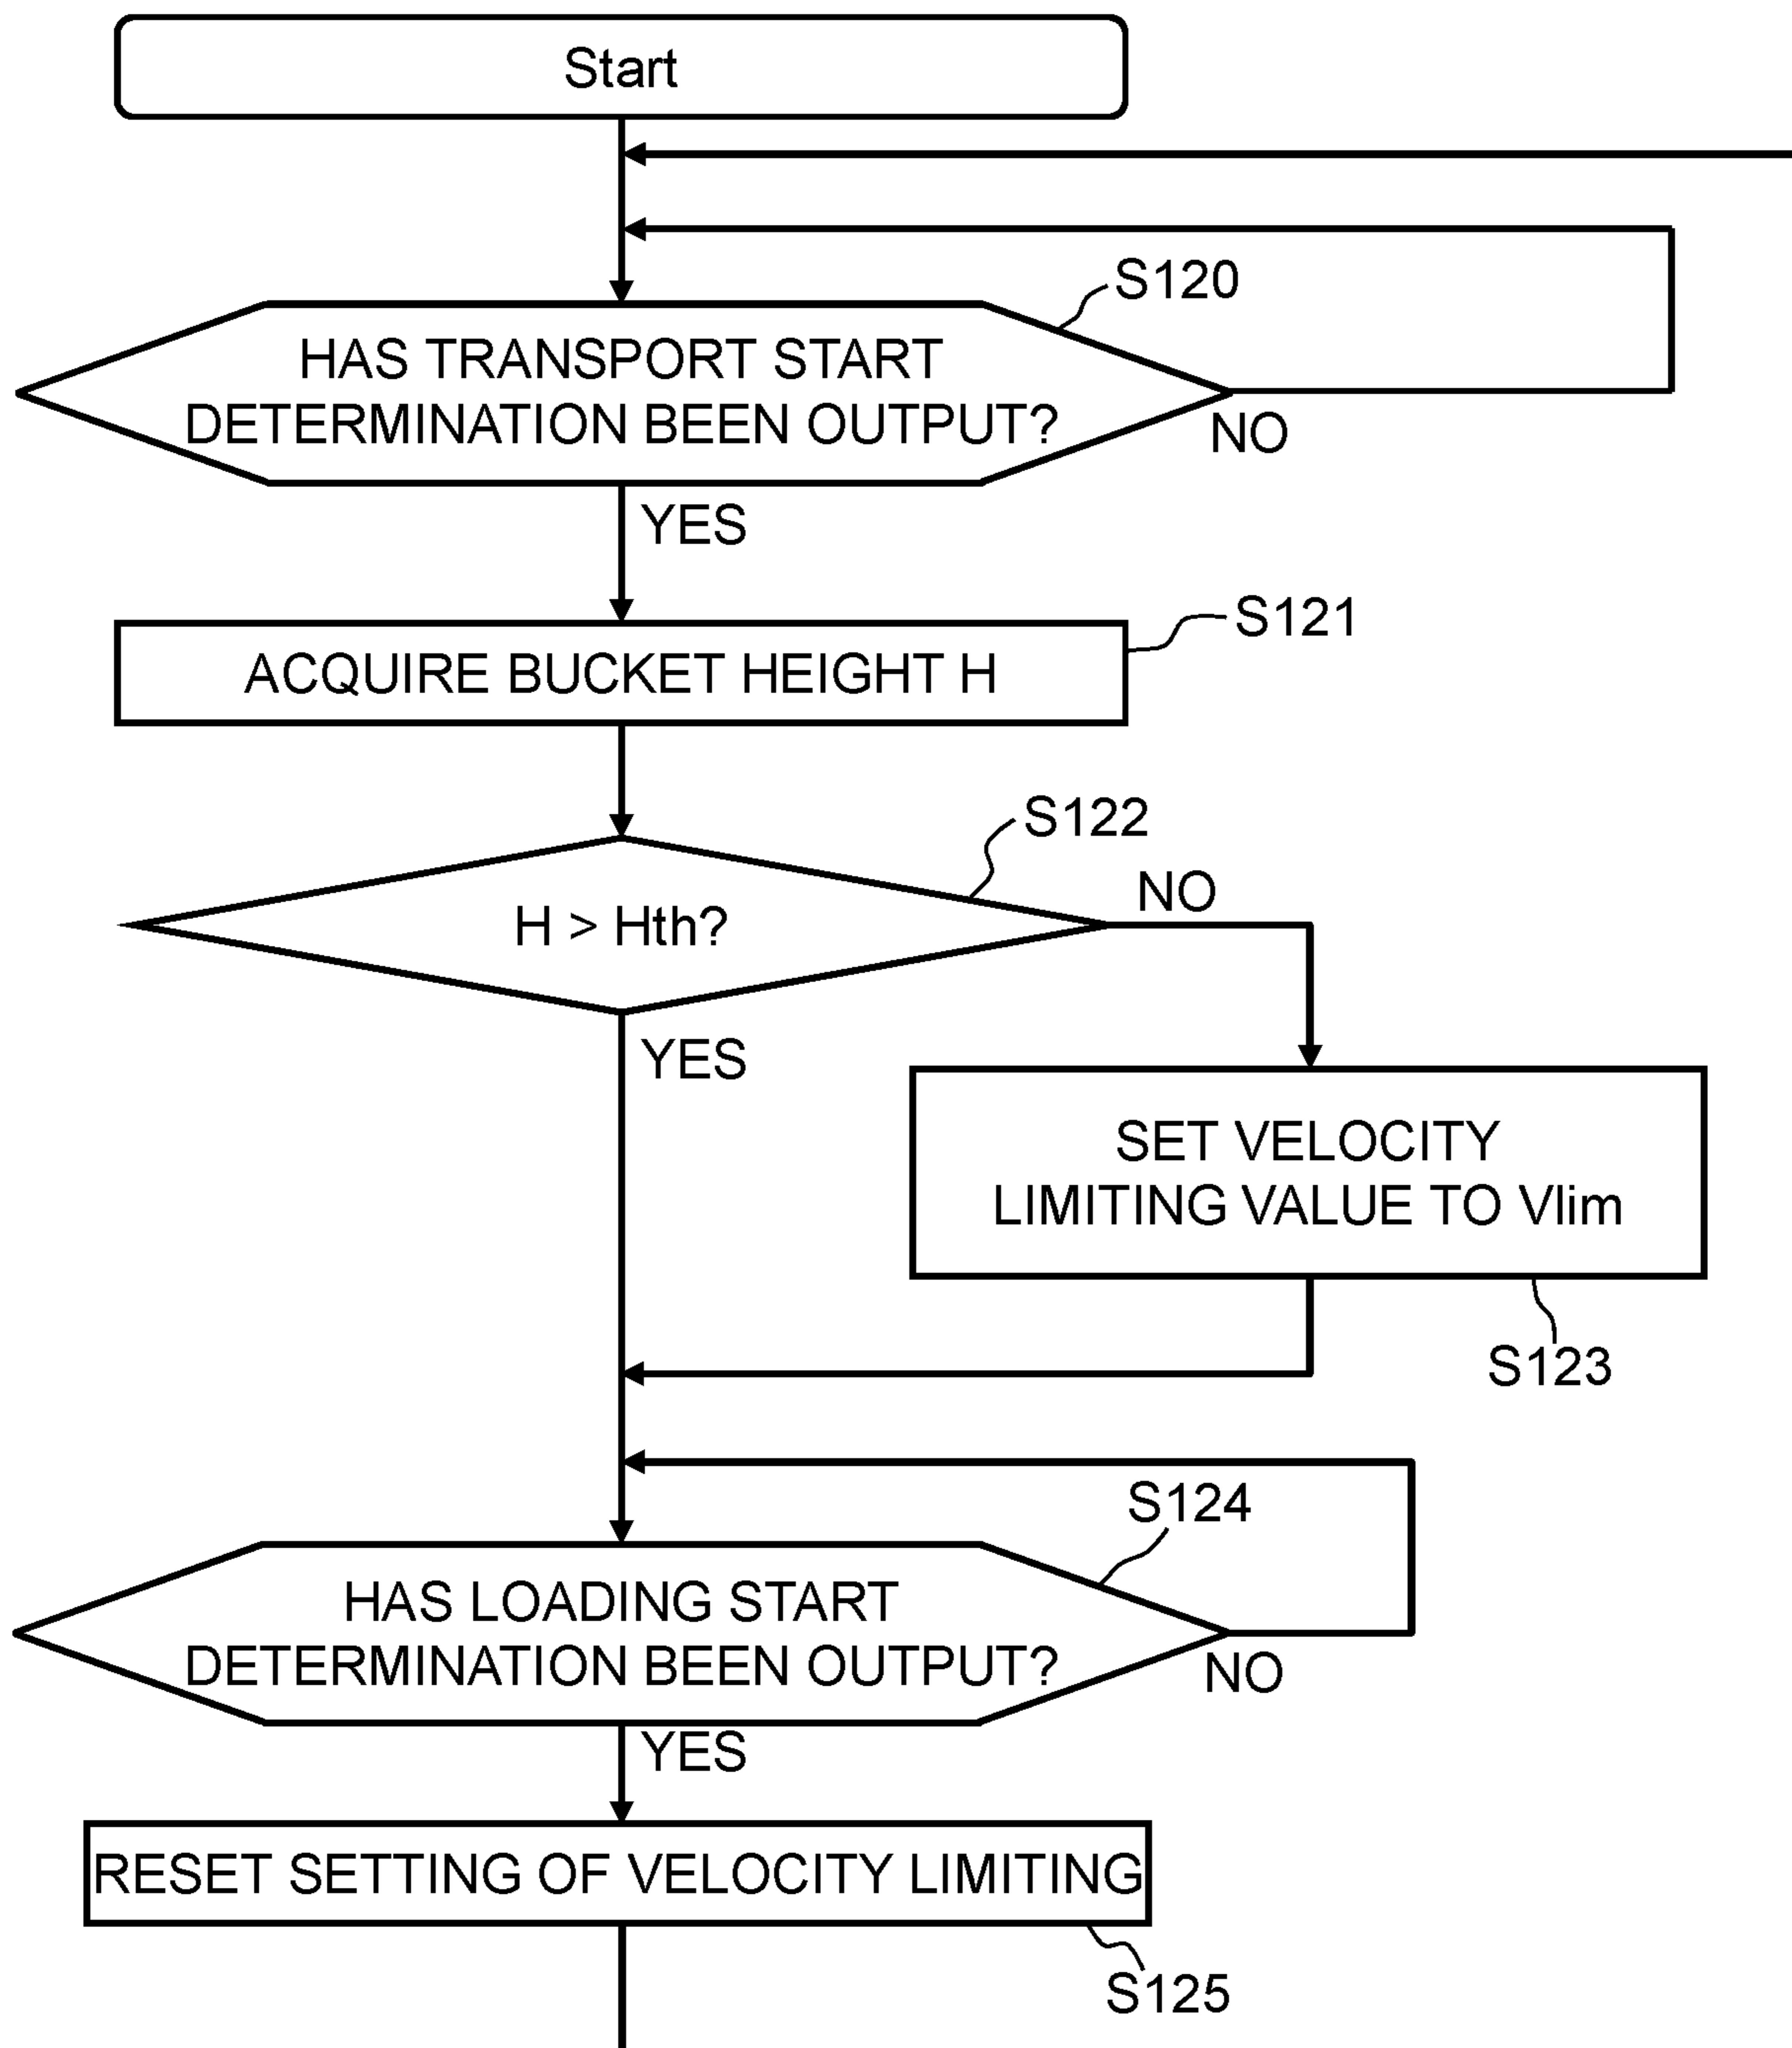 Start
S120
HAS TRANSPORT START
DETERMINATION BEEN OUTPUT?
NO
YES
S121
ACQUIRE BUCKET HEIGHT H
S122
NO
H > Hth?
YES
SET VELOCITY
LIMITING VALUE TO Vlim
S123
S124
HAS LOADING START
DETERMINATION BEEN OUTPUT?
NO
YES
RESET SETTING OF VELOCITY LIMITING
S125